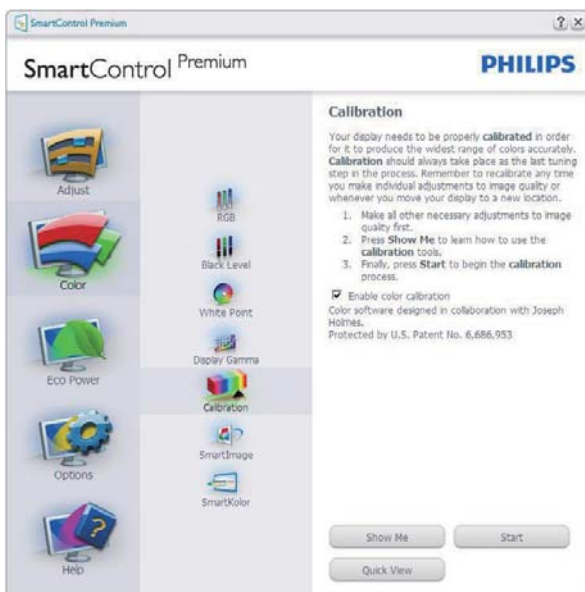 SmartControl Premium
SmartControl Premium
PHILIPS
Adjust
Color
Eco Power
Options
Help
RGB
Black Level
White Point
Display Gamma
Calibration
SmartImage
SmartKolor
Calibration
Your display needs to be properly calibrated in order
for it to produce the widest range of colors accurately.
Calibration should always take place as the last tuning
step in the process. Remember to recalibrate any time
you make individual adjustments to image quality or
whenever you move your display to a new location.
1. Make all other necessary adjustments to image
quality first.
2. Press Show Me to learn how to use the
calibration tools.
3. Finally, press Start to begin the calibration
process.
Enable color calibration
Color software designed in collaboration with Joseph
Holmes.
Protected by U.S. Patent No. 6,686,953
Show Me
Start
Quick View